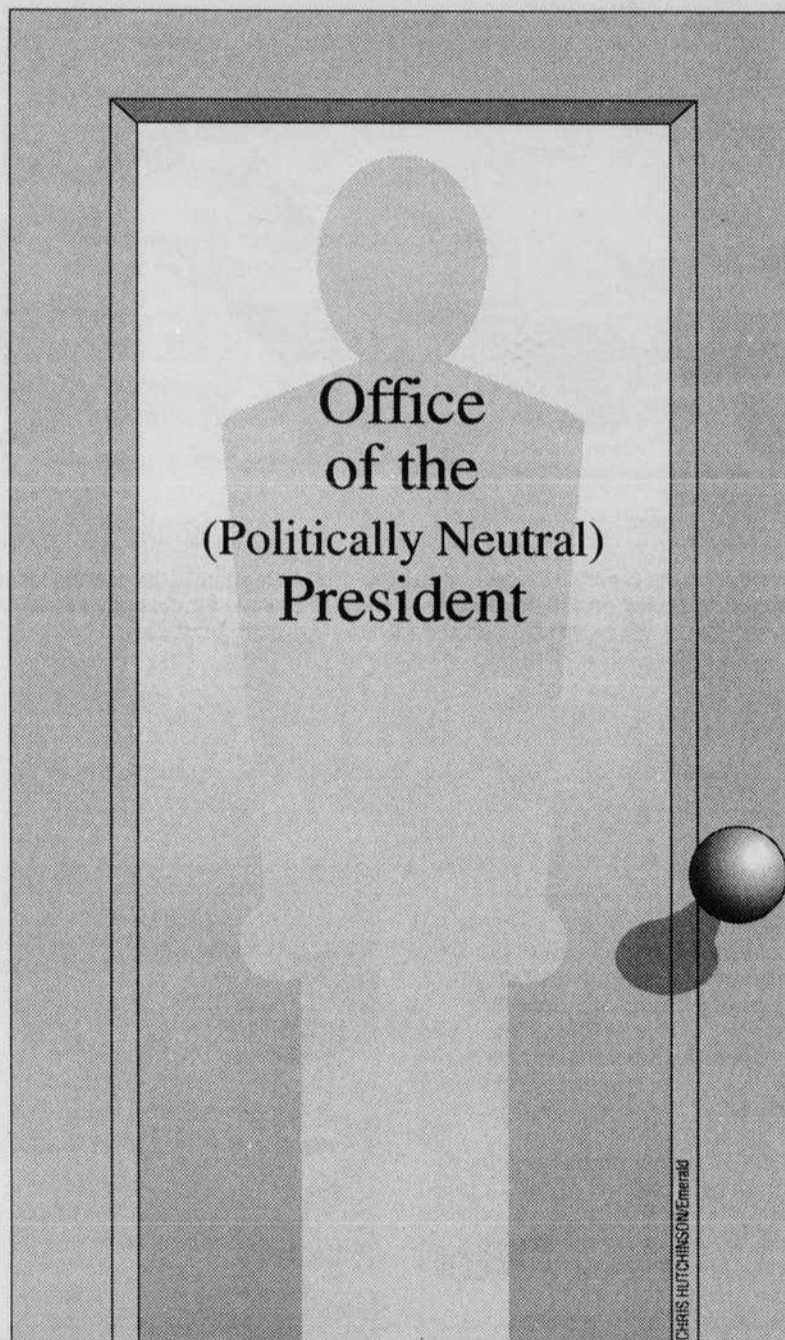 Office
of the
(Politically Neutral)
President
CHRIS HUTCHINSON/Emerald